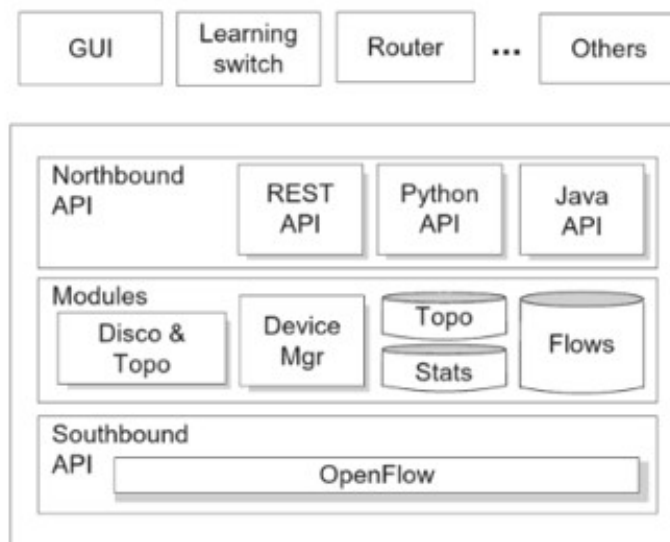 GUI
Learning
switch
Router
...
Others
Northbound
API
REST
API
Python
API
Java
API
Modules
Disco &
Topo
Device
Mgr
Topo
Stats
Flows
Southbound
API
OpenFlow